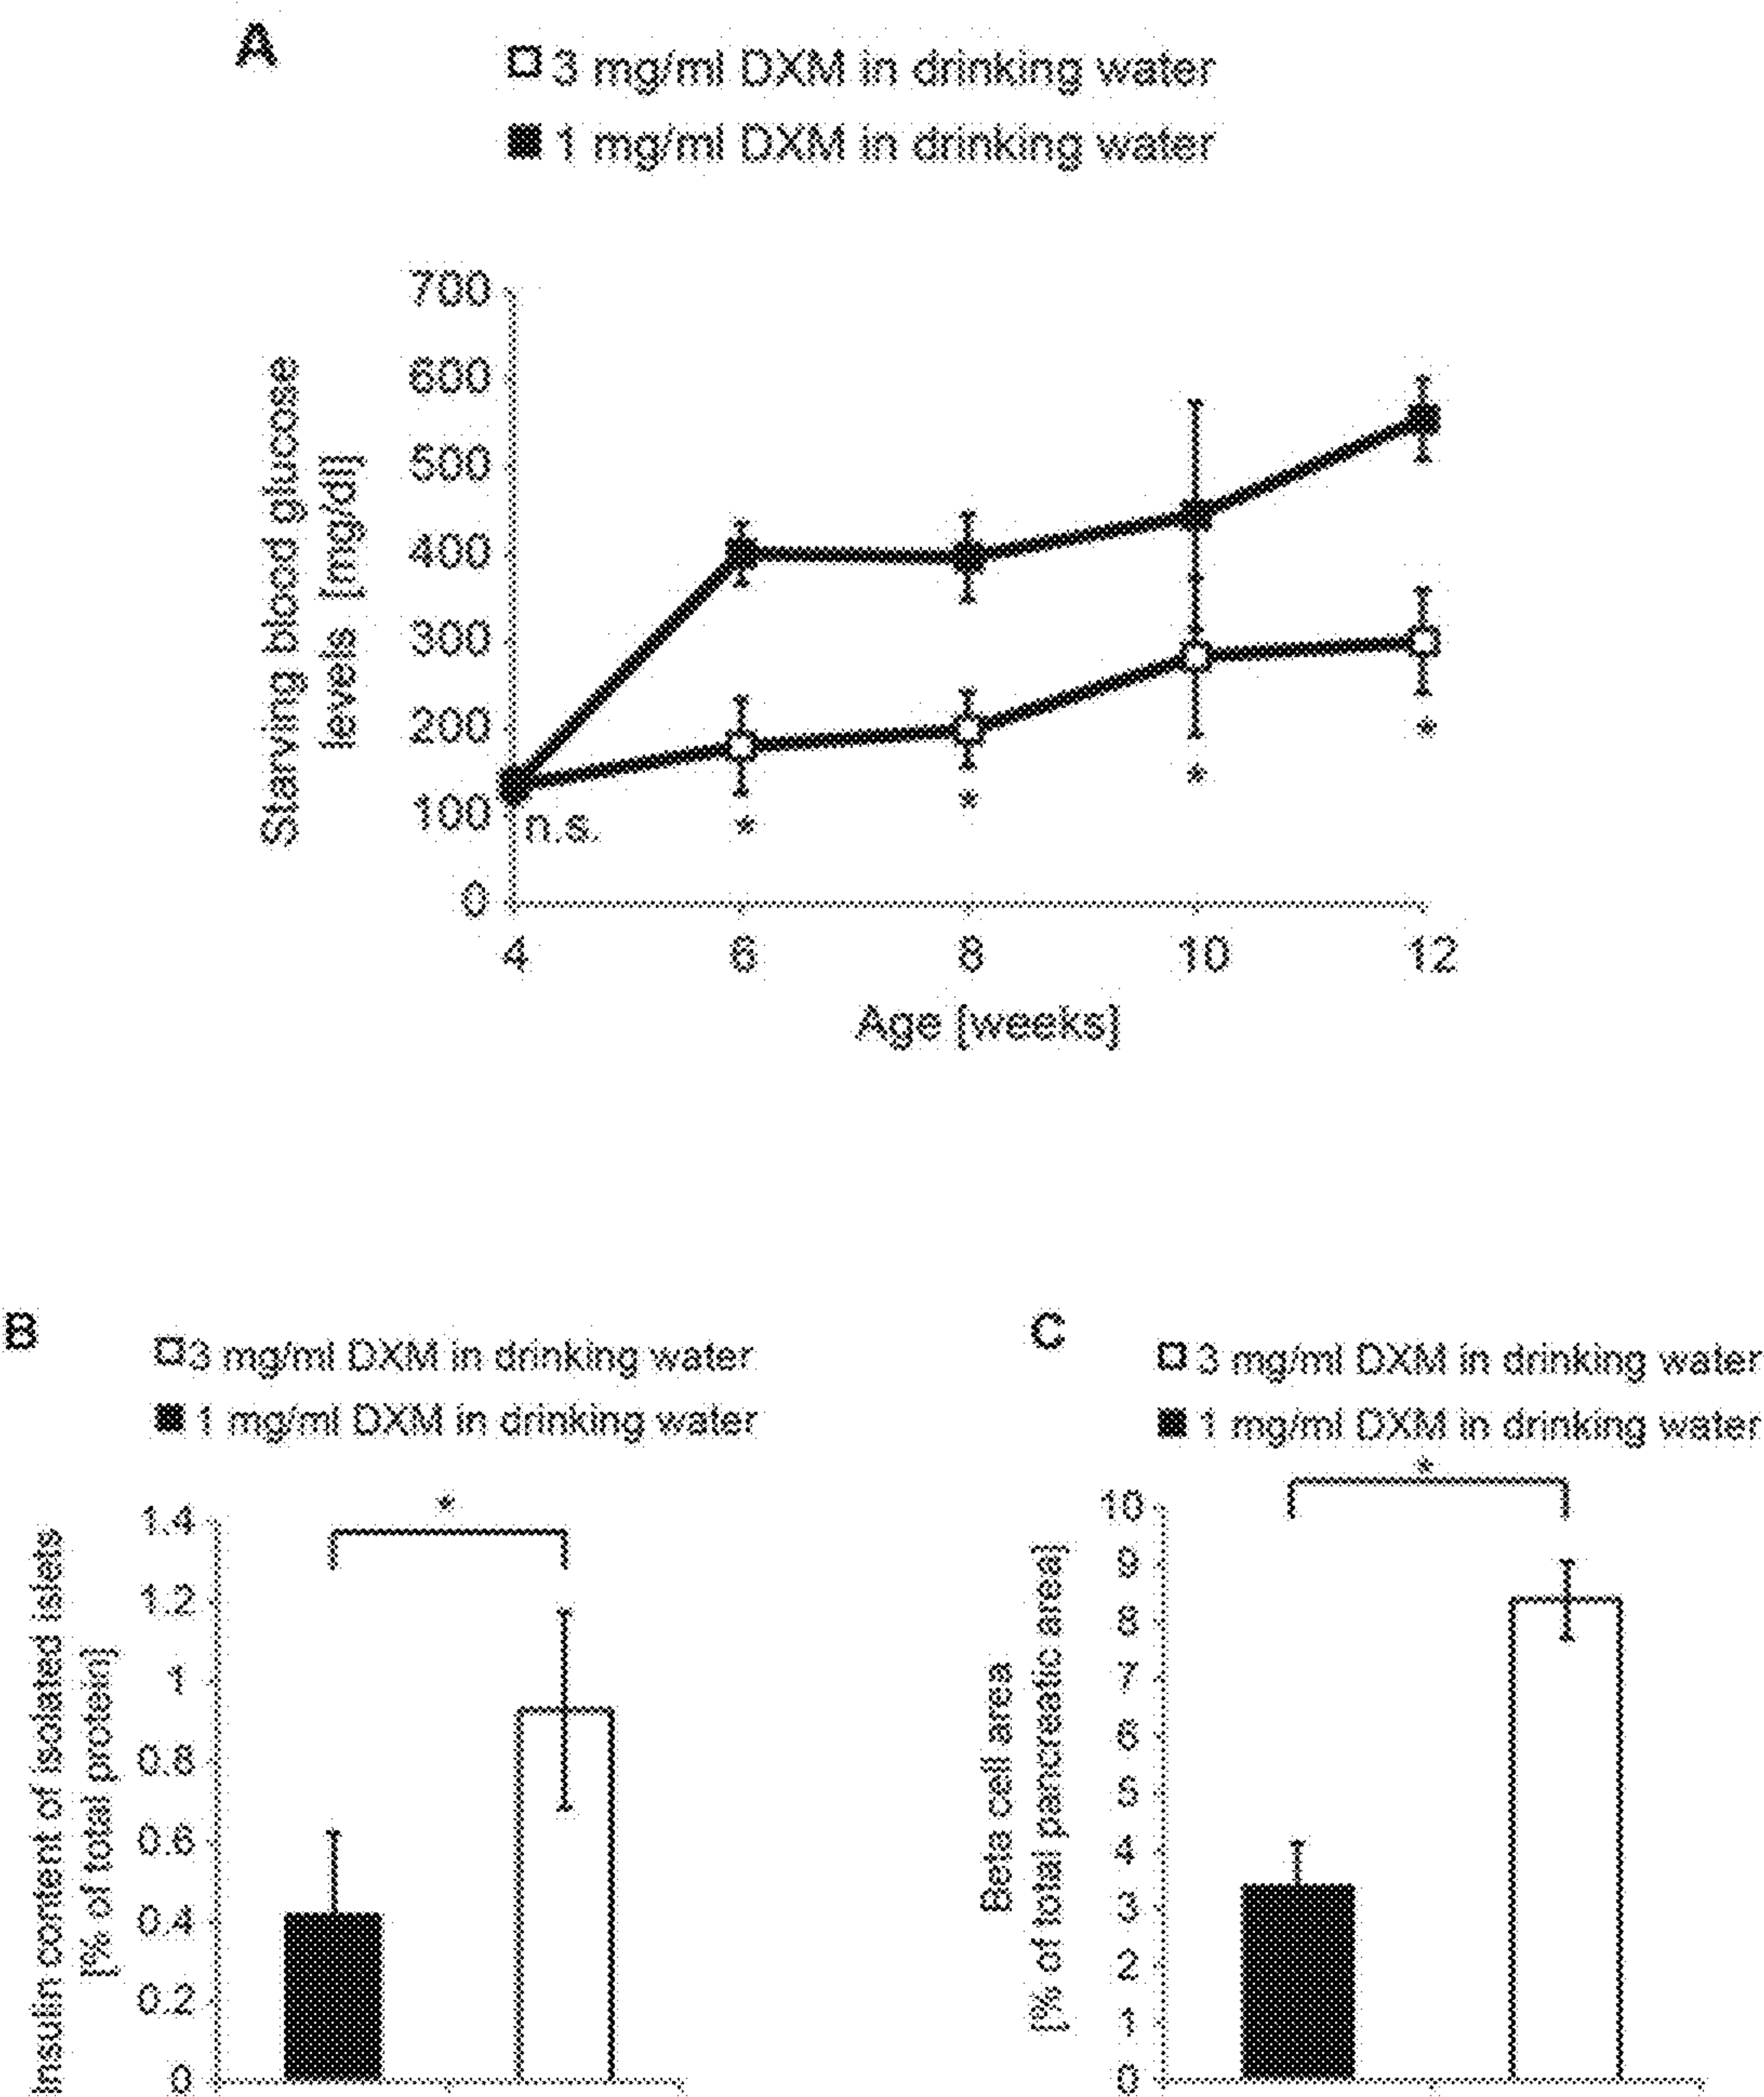 A
3 mg/ml DXM in drinking water
1 mg/ml DXM in drinking water
700
600
500
400
300
200
100
0
Starving blood glucose
levels [mg/dl]
n.s.
*
*
*
*
4 6 8 10 12
Age [weeks]
B
3 mg/ml DXM in drinking water
1 mg/ml DXM in drinking water
*
1.4
1.2
1
0.8
0.6
0.4
0.2
0
Insulin content of isolated islets
[% of total protein]
C
3 mg/ml DXM in drinking water
1 mg/ml DXM in drinking water
*
10
9
8
7
6
5
4
3
2
1
0
Beta cell area
[% of total pancreatic area]